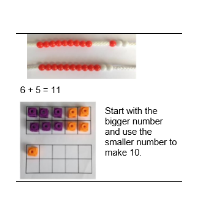 6 + 5 = 11
Start with the
bigger number
and use the
smaller number to
make 10.